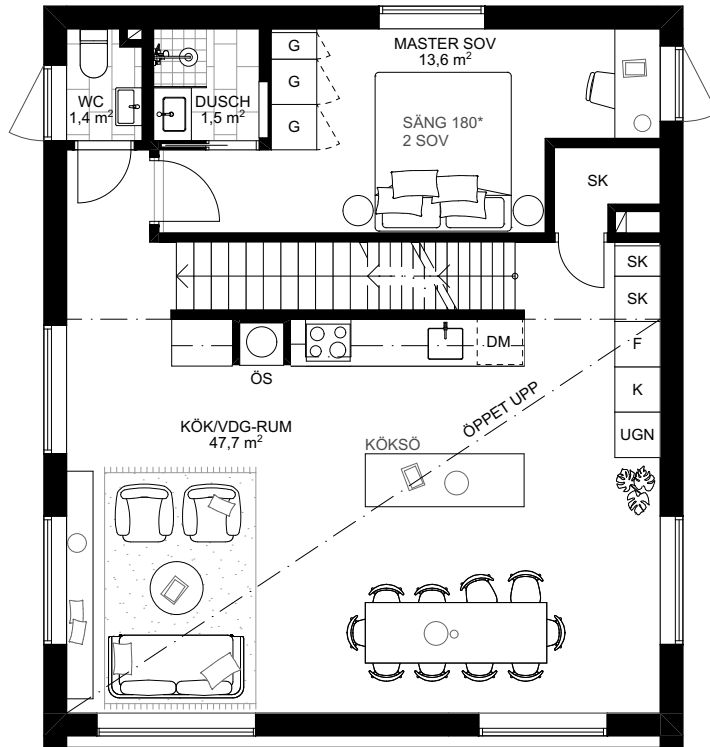 G
G
G
MASTER SOV
13,6 m²
WC
1,4 m²
DUSCH
1,5 m²
SÄNG 180*
2 SOV
SK
SK
SK
F
K
UGN
DM
ÖS
ÖPPET UPP
KÖK/VDG-RUM
47,7 m²
KÖKSÖ